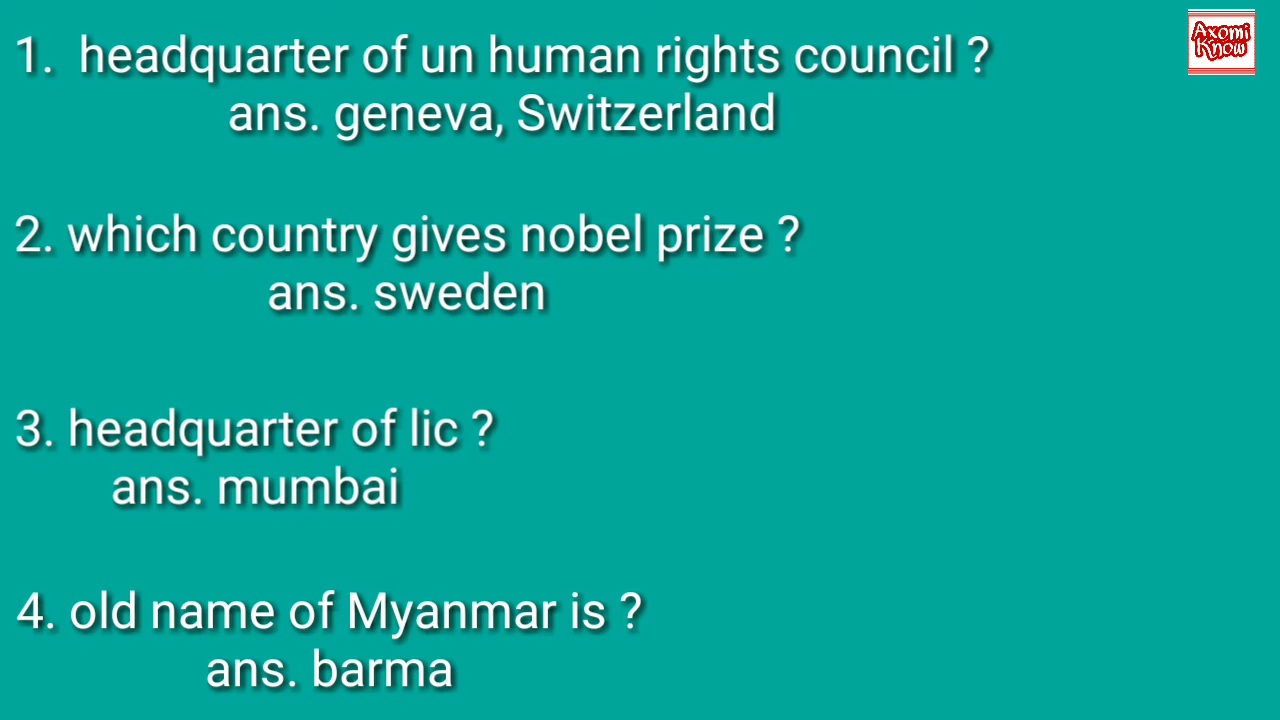 1. headquarter of un human rights council ?
ans. geneva, Switzerland
2. which country gives nobel prize ?
ans. sweden
3. headquarter of lic ?
ans. mumbai
4. old name of Myanmar is ?
ans. barma
Axomi
Know